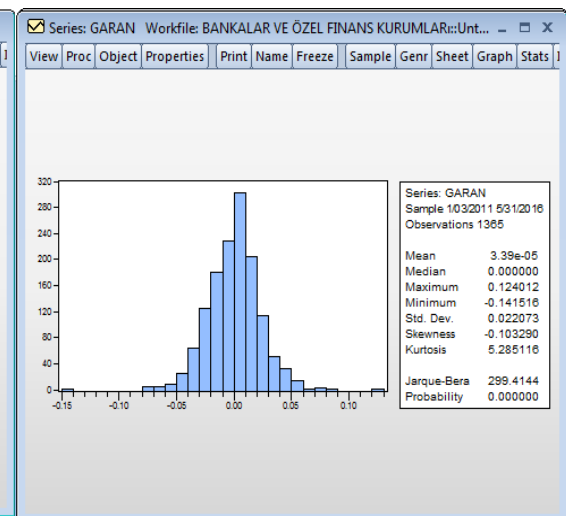 Series: GARAN Workfile: BANKALAR VE ÖZEL FINANS KURUMLARI::Unt...
View Proc Object Properties Print Name Freeze Sample Genr Sheet Graph Stats I
320
280
240
200
160
120
80
40
0
-0.15 -0.10 -0.05 0.00 0.05 0.10
Series: GARAN
Sample 1/03/2011 5/31/2016
Observations 1365
Mean 3.39e-05
Median 0.000000
Maximum 0.124012
Minimum -0.141516
Std. Dev. 0.022073
Skewness -0.103290
Kurtosis 5.285116
Jarque-Bera 299.4144
Probability 0.000000